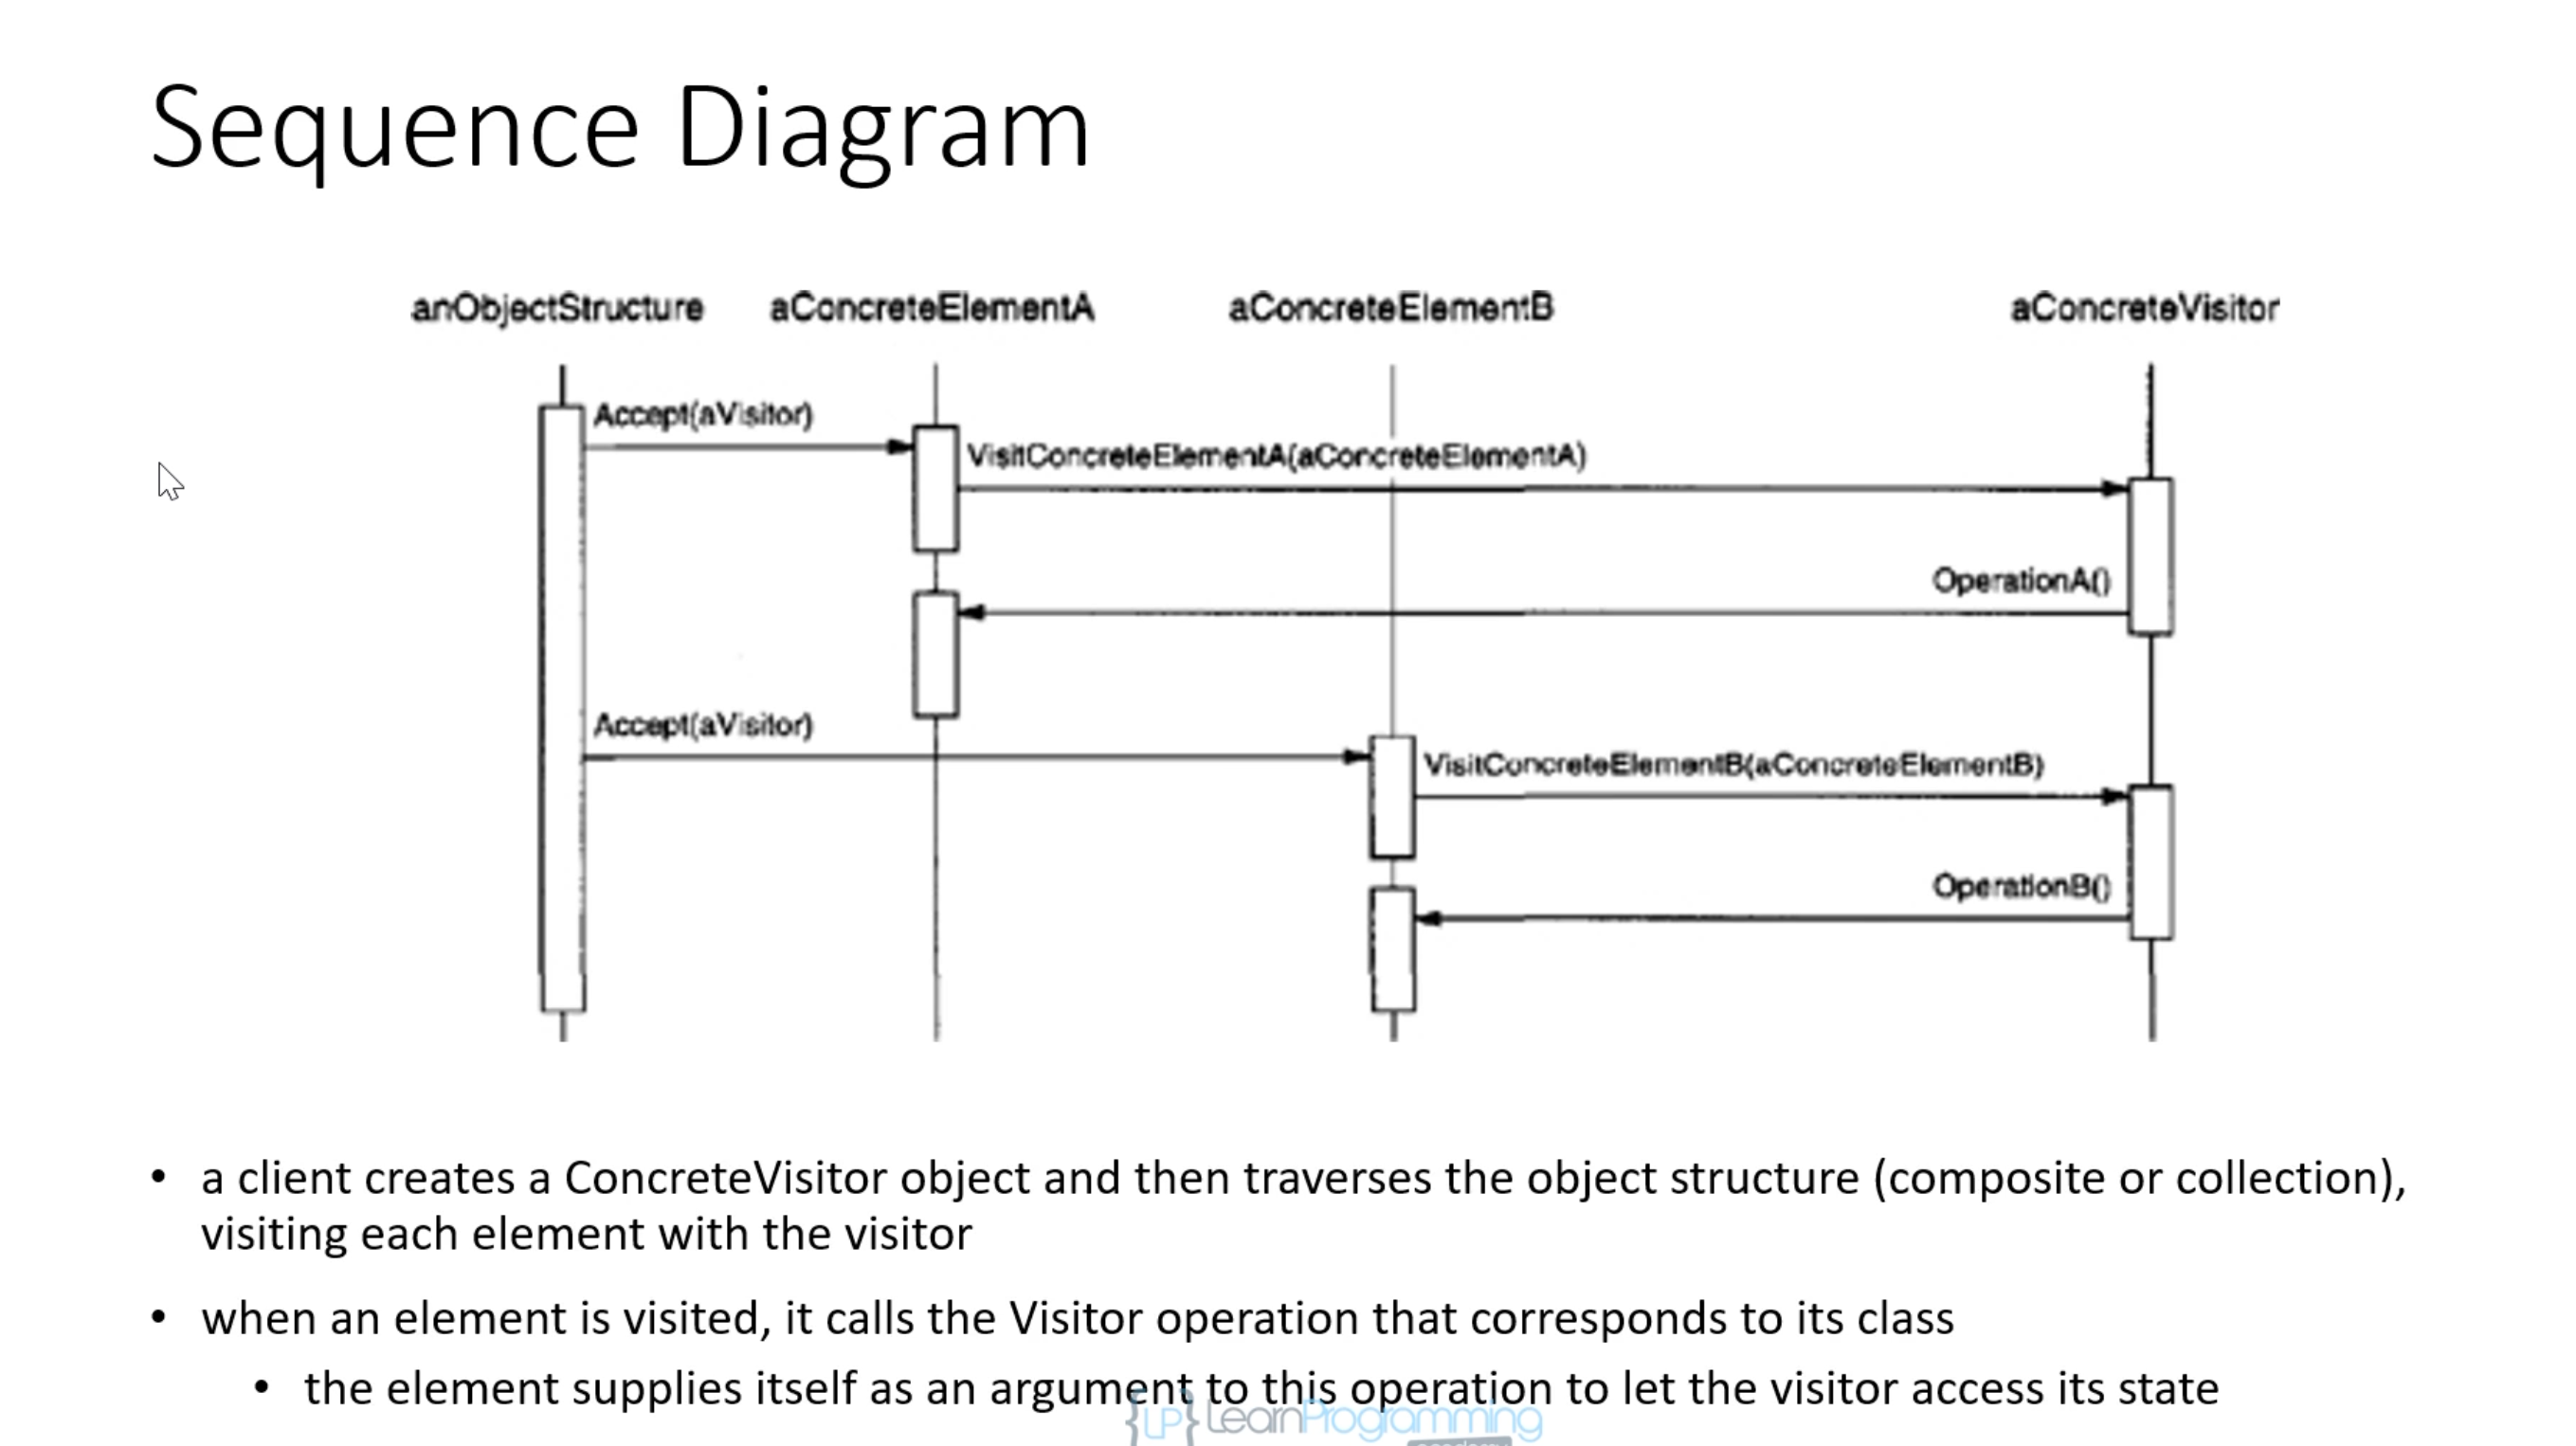 Sequence Diagram
anObjectStructure aConcreteElementA aConcreteElementB aConcreteVisitor
Accept(aVisitor)
VisitConcreteElementA(aConcreteElementA)
OperationA()
Accept(aVisitor)
VisitConcreteElementB(aConcreteElementB)
OperationB()
• a client creates a ConcreteVisitor object and then traverses the object structure (composite or collection),
visiting each element with the visitor
• when an element is visited, it calls the Visitor operation that corresponds to its class
• the element supplies itself as an argument to this operation to let the visitor access its state
{LP} LearnProgramming
academy